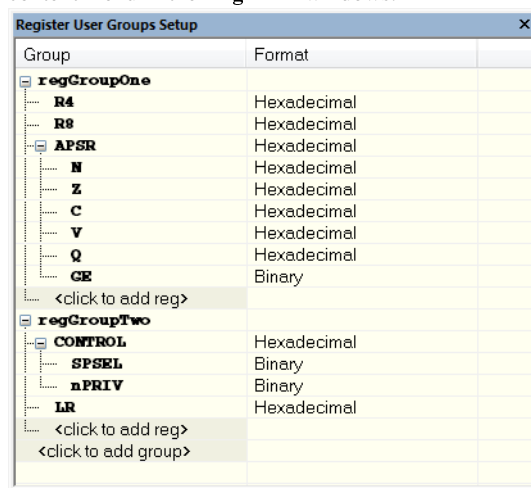 Register User Groups Setup
Group Format
regGroupOne
R4 Hexadecimal
R8 Hexadecimal
APSR Hexadecimal
N Hexadecimal
Z Hexadecimal
C Hexadecimal
V Hexadecimal
Q Hexadecimal
GE Binary
<click to add reg>
regGroupTwo
CONTROL Hexadecimal
SPSEL Binary
nPRIV Binary
LR Hexadecimal
<click to add reg>
<click to add group>